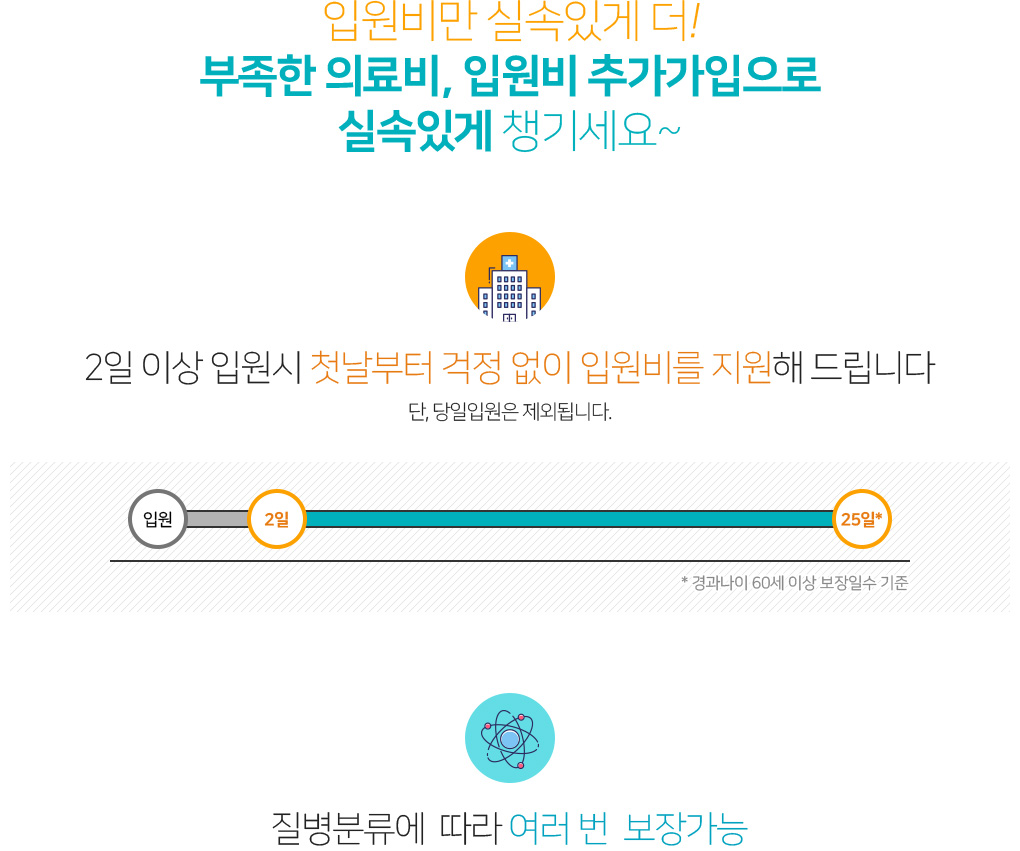 입원비만 실속있게 더!
부족한 의료비, 입원비 추가가입으로
실속있게 챙기세요~
2일 이상 입원시 첫날부터 걱정 없이 입원비를 지원해 드립니다
단, 당일입원은 제외됩니다.
입원 2일 25일*
* 경과나이 60세 이상 보장일수 기준
질병분류에 따라 여러 번 보장가능